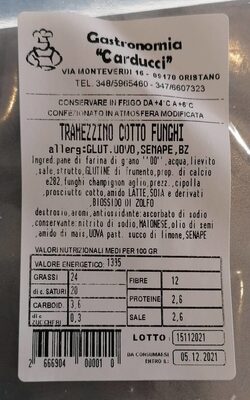 Gastronomia
"Carducci"
VIA MONTEVERDI 16 - 09170 ORISTANO
TEL. 348/5965460 - 347/6607323
CONSERVARE IN FRIGO DA +4°C A +6°C
CONFEZIONATO IN ATMOSFERA MODIFICATA
TRAMEZZINO COTTO FUNGHI
allerg:GLUT.UOVO,SENAPE,BZ
Ingred.pane di farina di grano "00",acqua,lievito
,sale,strutto,GLUTINE di frumento,prop. di calcio
e282,funghi champignon aglio,prezz.,cipolla
prosciutto cotto,amido LATTE,SOIA e derivati
,BIOSSIDO DI ZOLFO
destrosio,aromi,antiossidante:ascorbato di sodio
,conservante:nitrito di sodio,MAIONESE,olio di semi
,amido di mais,UOVA past.succo di limone,SENAPE
VALORI NUTRIZIONALI MEDI PER 100 GR
VALORE ENERGETICO: 1395
GRASSI 24 FIBRE 12
di c. SATURI 20 PROTEINE 2,6
CARBOID. 3,6
di c. ZUCCHERI 0,3 SALE 2,6
LOTTO 15112021
DA CONSUMARSI ENTRO IL: 05.12.2021
2 666904 000010